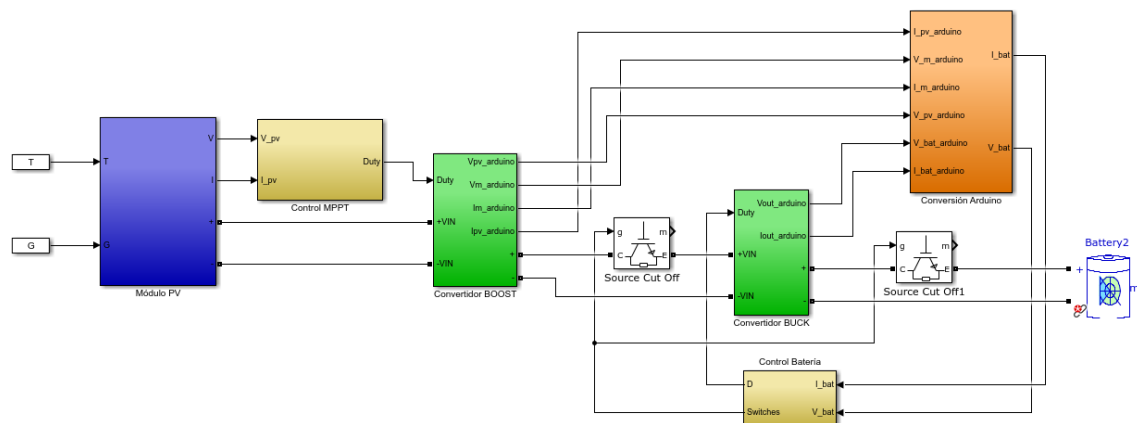 T
G
T
G
V
I
+
-
Módulo PV
V_pv
I_pv
Duty
Control MPPT
Duty
+VIN
-VIN
Vpv_arduino
Vm_arduino
Im_arduino
Ipv_arduino
+
-
Convertidor BOOST
g
m
C
E
Source Cut Off
Duty
+VIN
-VIN
Vout_arduino
Iout_arduino
+
-
Convertidor BUCK
g
m
C
E
Source Cut Off1
I_pv_arduino
V_m_arduino
I_m_arduino
V_pv_arduino
V_bat_arduino
I_bat_arduino
I_bat
V_bat
Conversión Arduino
Battery2
+
m
-
Control Batería
D
Switches
I_bat
V_bat